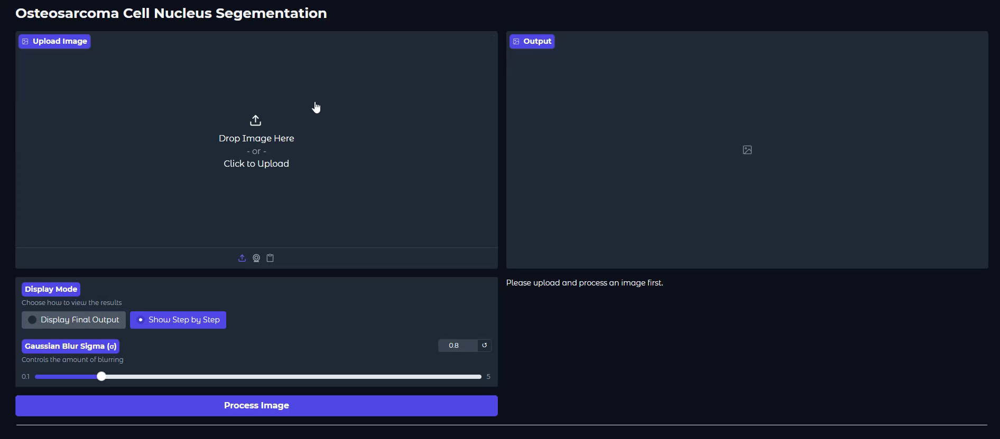 Osteosarcoma Cell Nucleus Segementation
Upload Image
Drop Image Here
- or -
Click to Upload
Output
Display Mode
Choose how to view the results
Display Final Output
Show Step by Step
Gaussian Blur Sigma (σ)
0.8
Controls the amount of blurring
0.1
5
Process Image
Please upload and process an image first.